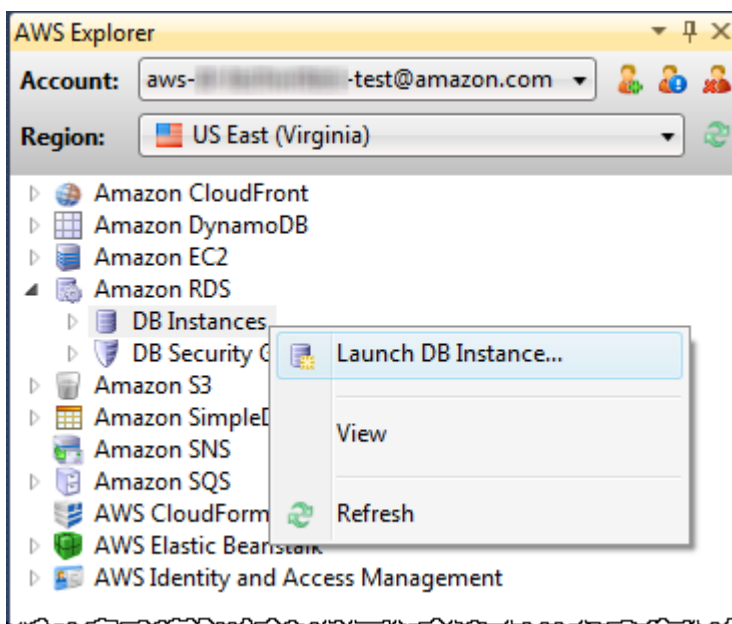 AWS Explorer
Account: aws- -test@amazon.com
Region: US East (Virginia)
Amazon CloudFront
Amazon DynamoDB
Amazon EC2
Amazon RDS
DB Instances
DB Security
Launch DB Instance...
Amazon S3
Amazon
View
Amazon SNS
Amazon SQS
AWS
Refresh
AWS Elastic Beanstalk
AWS Identity and Access Management